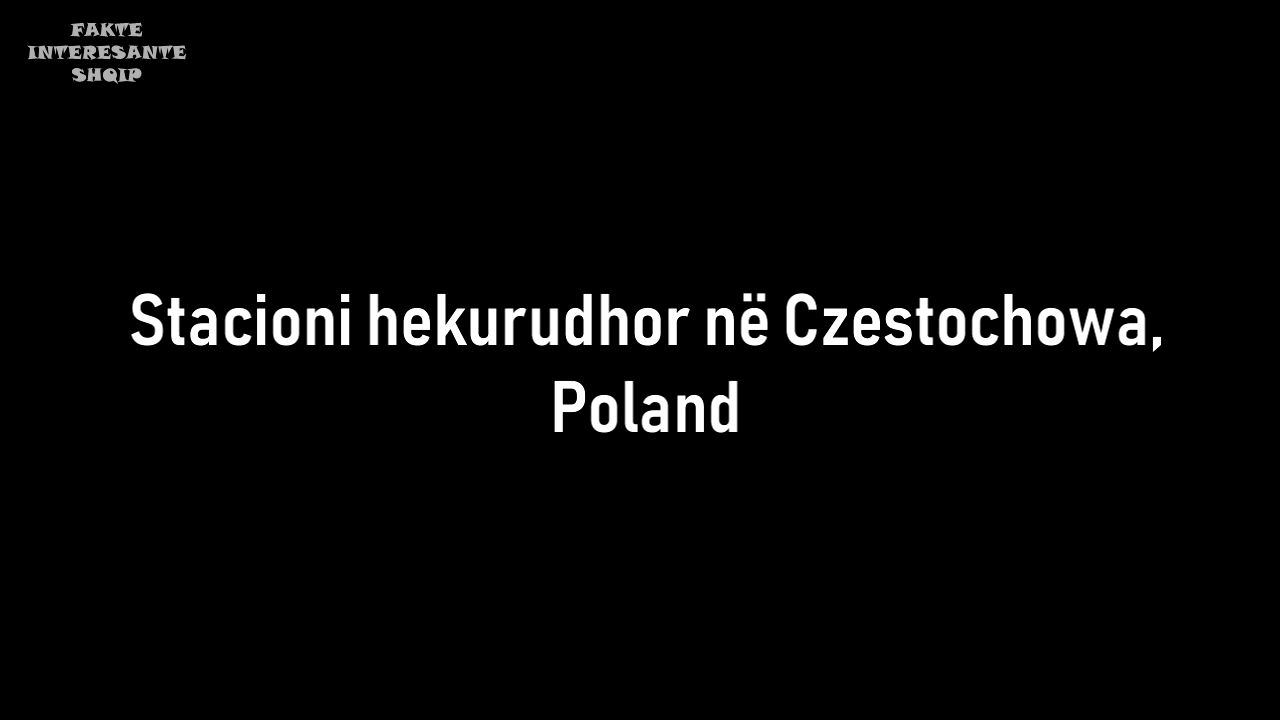 FAKTE
INTERESANTE
SHQIP
Stacioni hekurudhor në Czestochowa,
Poland